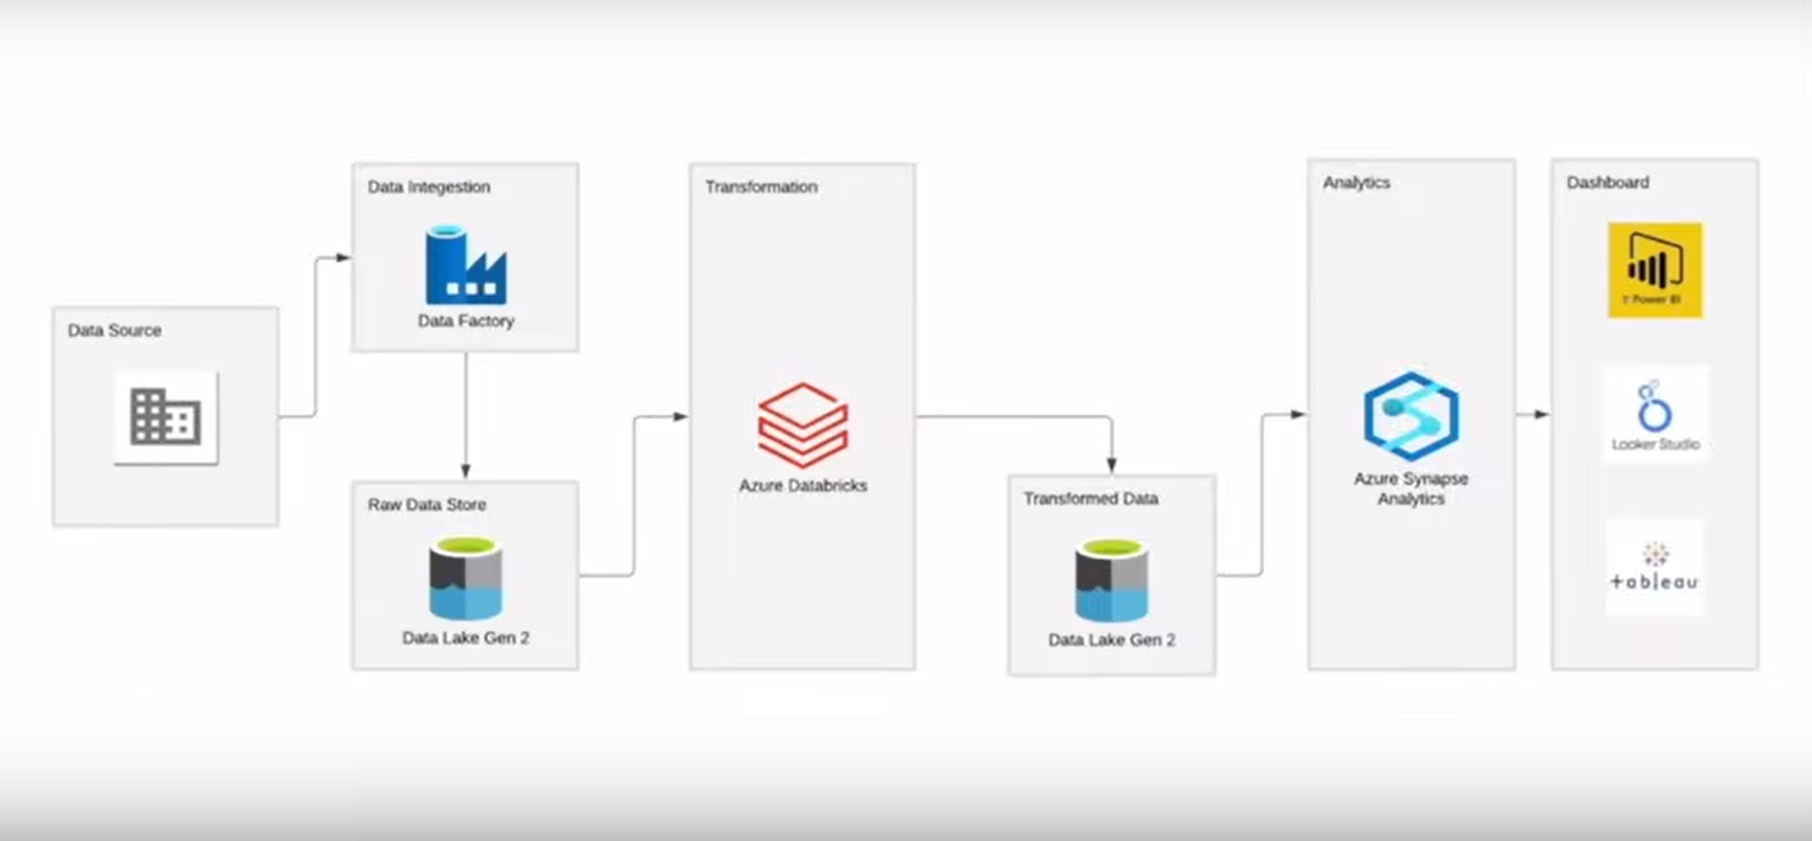 Data Source
Data Integestion
Data Factory
Raw Data Store
Data Lake Gen 2
Transformation
Azure Databricks
Transformed Data
Data Lake Gen 2
Analytics
Azure Synapse
Analytics
Dashboard
Power BI
Looker Studio
tableau